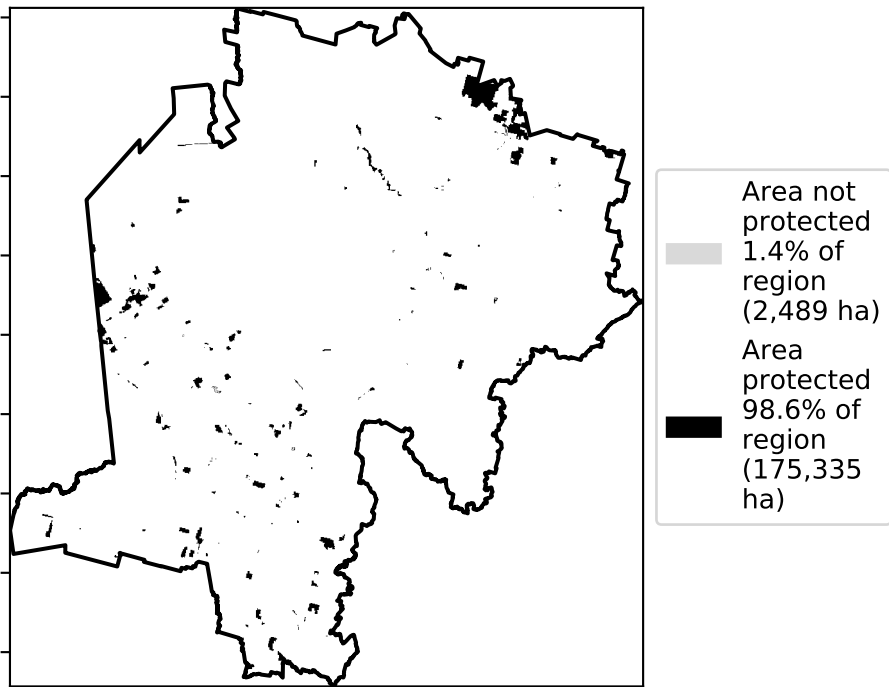 Area not
protected
1.4% of
region
(2,489 ha)
Area
protected
98.6% of
region
(175,335
ha)